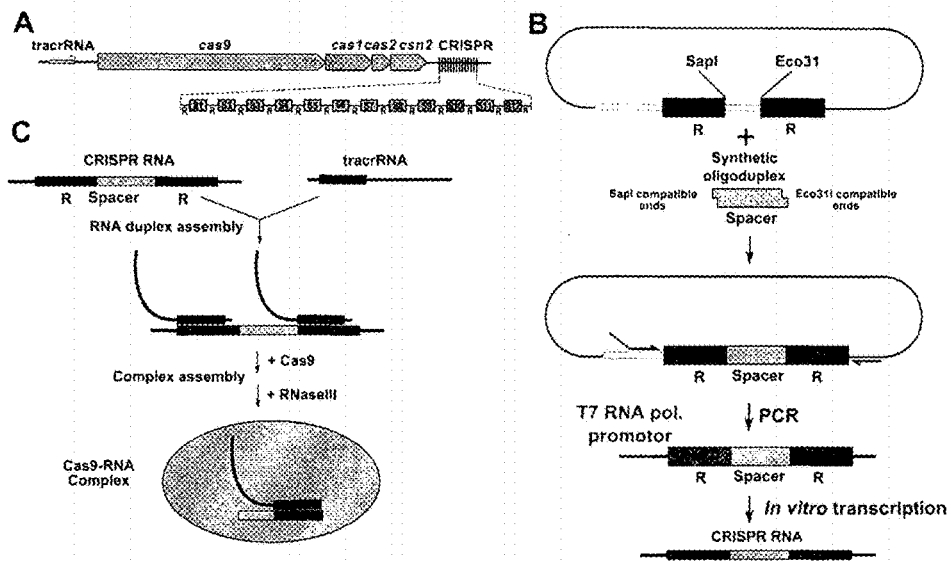 A
tracrRNA
cas9
cas1 cas2 csn2 CRISPR
R R R R R R R R R R R R R
C
CRISPR RNA
R Spacer R
tracrRNA
RNA duplex assembly
+ Cas9
Complex assembly
+ RNaseIII
Cas9-RNA
Complex
B
SapI Eco31
R R
+
Synthetic
oligoduplex
SapI compatible
ends
Eco31I compatible
ends
Spacer
R Spacer R
PCR
T7 RNA pol.
promotor
R Spacer R
In vitro transcription
CRISPR RNA